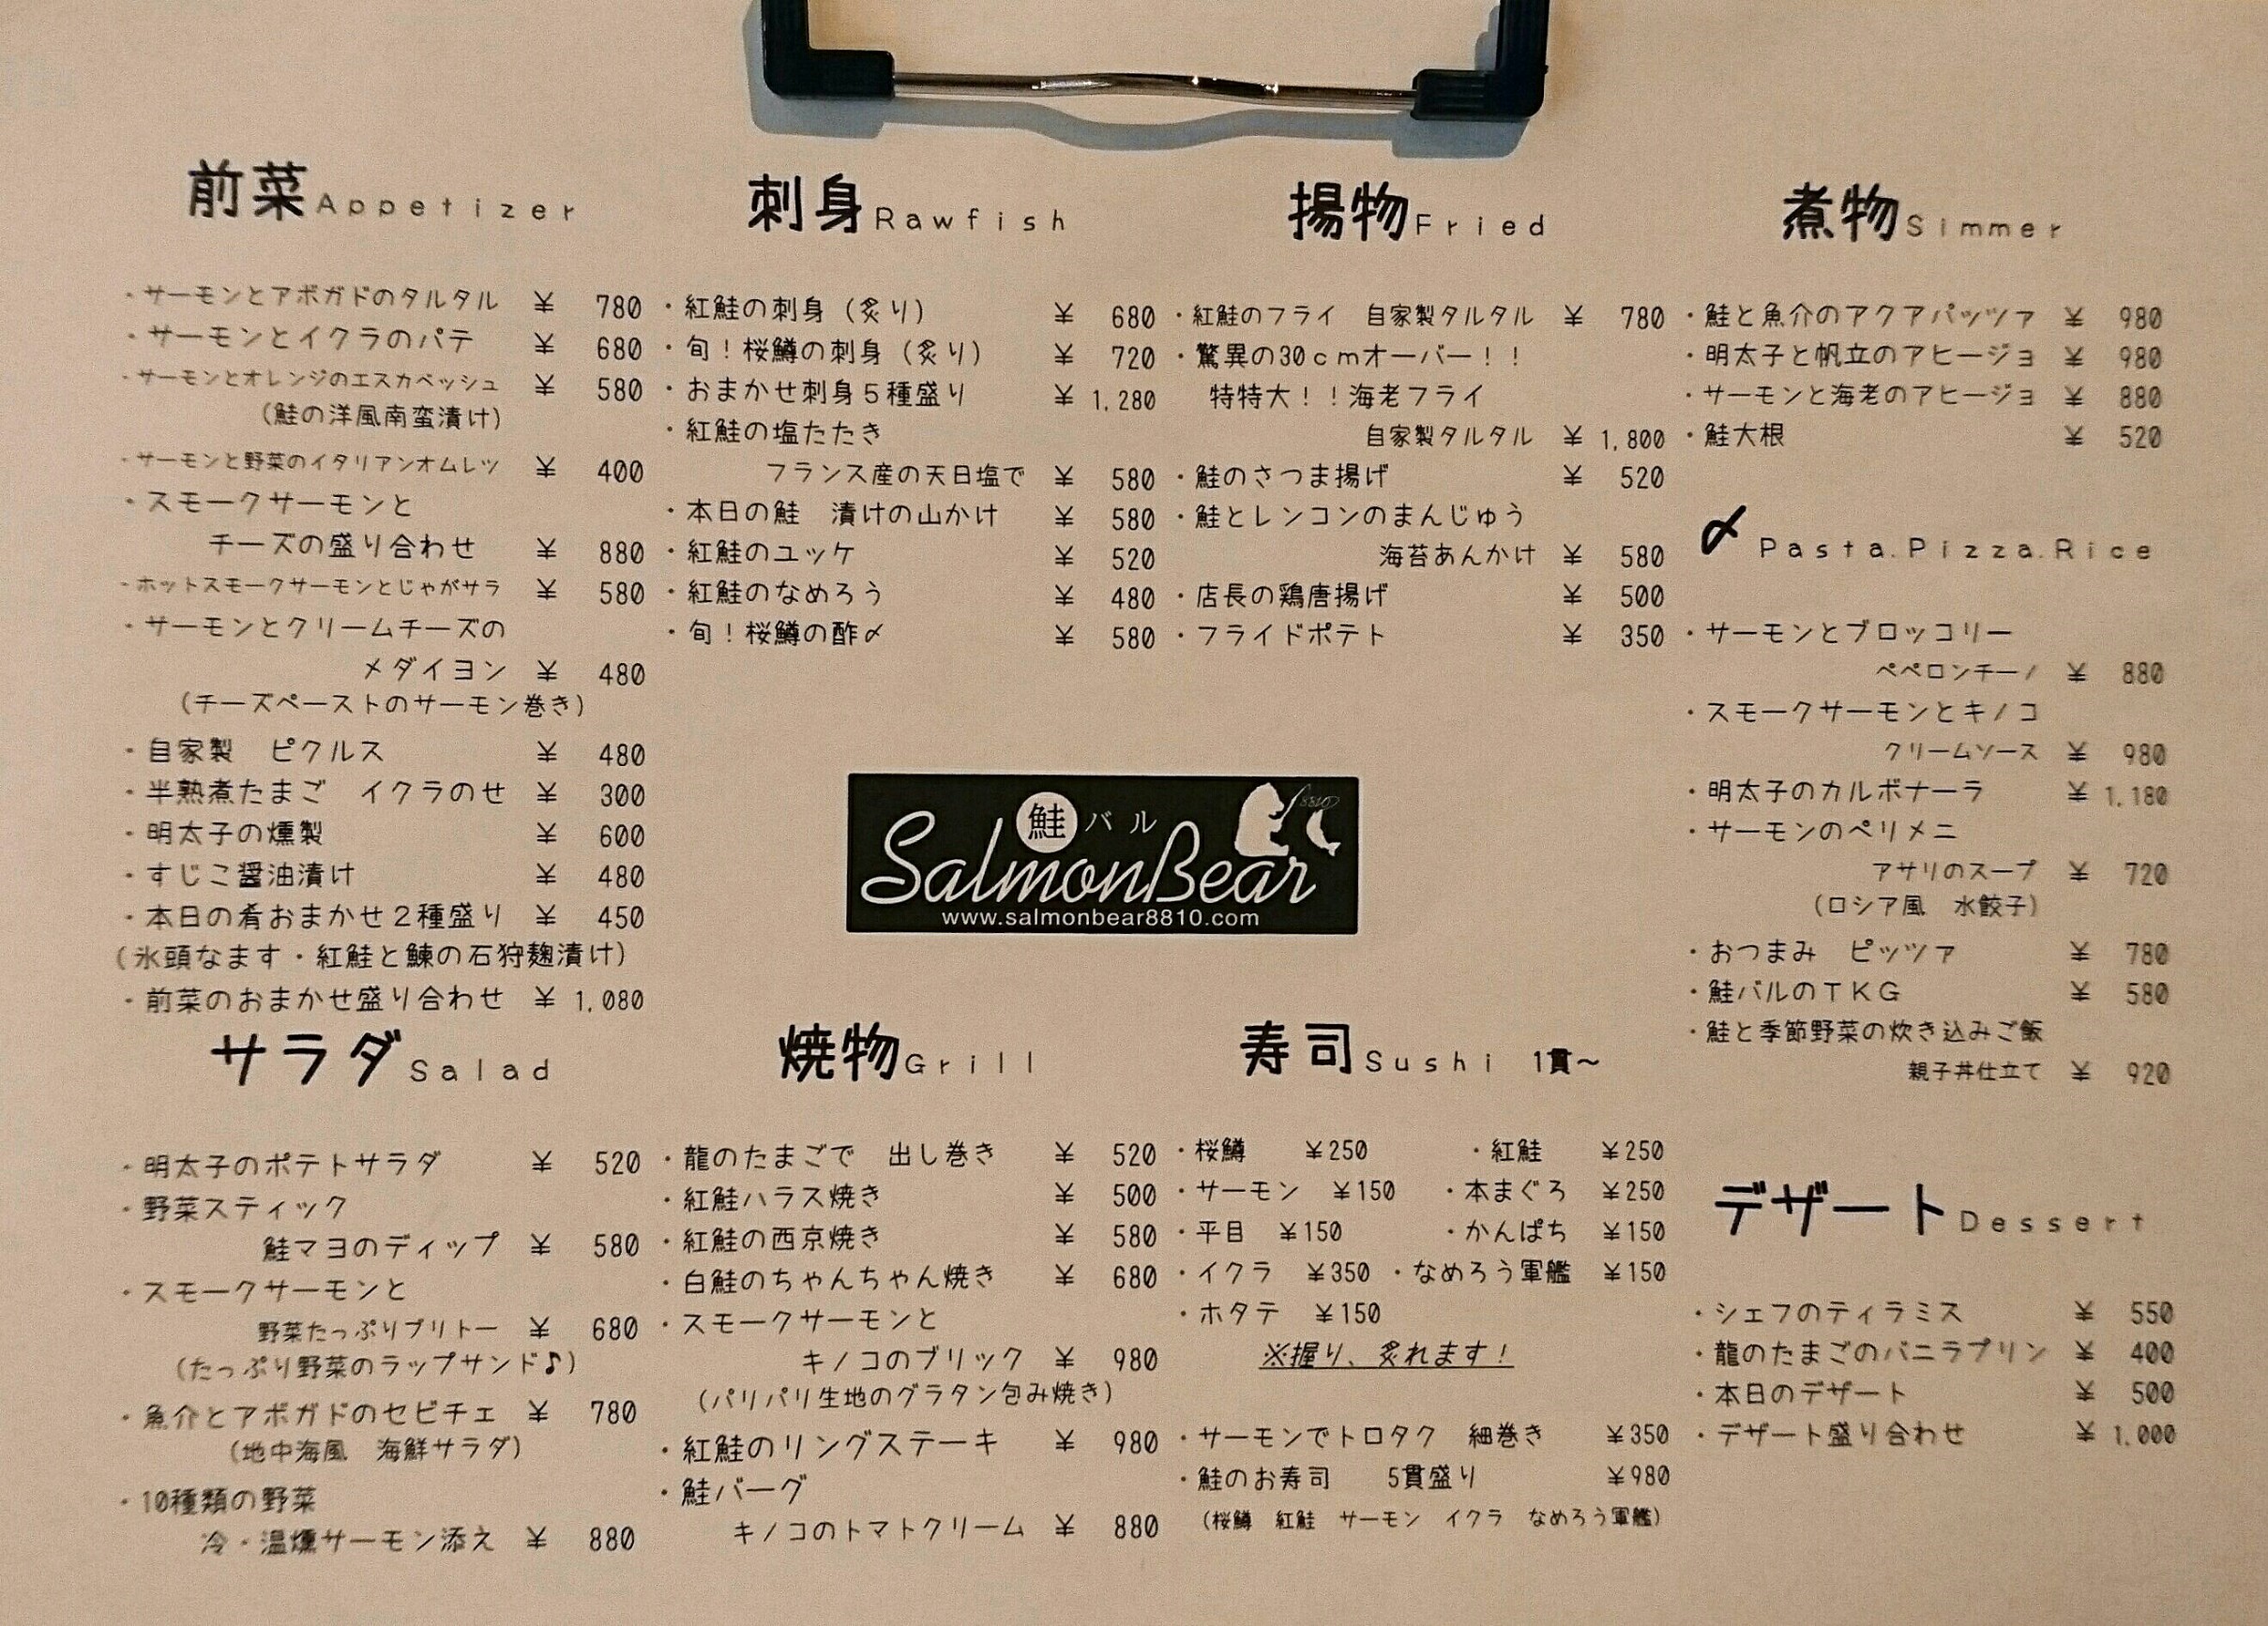 前菜Appetizer
・サーモンとアボガドのタルタル ¥ 780
・サーモンとイクラのパテ ¥ 680
・サーモンとオレンジのエスカベッシュ ¥ 580
(鮭の洋風南蛮漬け)
・サーモンと野菜のイタリアンオムレツ ¥ 400
・スモークサーモンと
チーズの盛り合わせ ¥ 880
・ホットスモークサーモンとじゃがサラ ¥ 580
・サーモンとクリームチーズの
メダイヨン ¥ 480
(チーズペーストのサーモン巻き)
・自家製 ピクルス ¥ 480
・半熟煮たまご イクラのせ ¥ 300
・明太子の燻製 ¥ 600
・すじこ醤油漬け ¥ 480
・本日の肴おまかせ2種盛り ¥ 450
(氷頭なます・紅鮭と鰊の石狩麹漬け)
・前菜のおまかせ盛り合わせ ¥ 1,080
サラダSalad
・明太子のポテトサラダ ¥ 520
・野菜スティック
鮭マヨのディップ ¥ 580
・スモークサーモンと
野菜たっぷりブリトー ¥ 680
(たっぷり野菜のラップサンド♪)
・魚介とアボガドのセビチェ ¥ 780
(地中海風 海鮮サラダ)
・10種類の野菜
冷・温燻サーモン添え ¥ 880
刺身Rawfish
・紅鮭の刺身(炙り) ¥ 680
・旬!桜鱒の刺身(炙り) ¥ 720
・おまかせ刺身5種盛り ¥ 1,280
・紅鮭の塩たたき
フランス産の天日塩で ¥ 580
・本日の鮭 漬けの山かけ ¥ 580
・紅鮭のユッケ ¥ 520
・紅鮭のなめろう ¥ 480
・旬!桜鱒の酢〆 ¥ 580
鮭バル
8810
SalmonBear
www.salmonbear8810.com
焼物Grill
・龍のたまごで 出し巻き ¥ 520
・紅鮭ハラス焼き ¥ 500
・紅鮭の西京焼き ¥ 580
・白鮭のちゃんちゃん焼き ¥ 680
・スモークサーモンと
キノコのブリック ¥ 980
(パリパリ生地のグラタン包み焼き)
・紅鮭のリングステーキ ¥ 980
・鮭バーグ
キノコのトマトクリーム ¥ 880
揚物Fried
・紅鮭のフライ 自家製タルタル ¥ 780
・驚異の30cmオーバー!!
特特大!!海老フライ
自家製タルタル ¥ 1,800
・鮭のさつま揚げ ¥ 520
・鮭とレンコンのまんじゅう
海苔あんかけ ¥ 580
・店長の鶏唐揚げ ¥ 500
・フライドポテト ¥ 350
寿司Sushi 1貫～
・桜鱒 ¥250 ・紅鮭 ¥250
・サーモン ¥150 ・本まぐろ ¥250
・平目 ¥150 ・かんぱち ¥150
・イクラ ¥350 ・なめろう軍艦 ¥150
・ホタテ ¥150
※握り、炙れます!
・サーモンでトロタク 細巻き ¥350
・鮭のお寿司 5貫盛り ¥980
(桜鱒 紅鮭 サーモン イクラ なめろう軍艦)
煮物Simmer
・鮭と魚介のアクアパッツァ ¥ 980
・明太子と帆立のアヒージョ ¥ 980
・サーモンと海老のアヒージョ ¥ 880
・鮭大根 ¥ 520
〆Pasta.Pizza.Rice
・サーモンとブロッコリー
ペペロンチーノ ¥ 880
・スモークサーモンとキノコ
クリームソース ¥ 980
・明太子のカルボナーラ ¥ 1,180
・サーモンのペリメニ
アサリのスープ ¥ 720
(ロシア風 水餃子)
・おつまみ ピッツァ ¥ 780
・鮭バルのTKG ¥ 580
・鮭と季節野菜の炊き込みご飯
親子丼仕立て ¥ 920
デザートDessert
・シェフのティラミス ¥ 550
・龍のたまごのバニラプリン ¥ 400
・本日のデザート ¥ 500
・デザート盛り合わせ ¥ 1,000